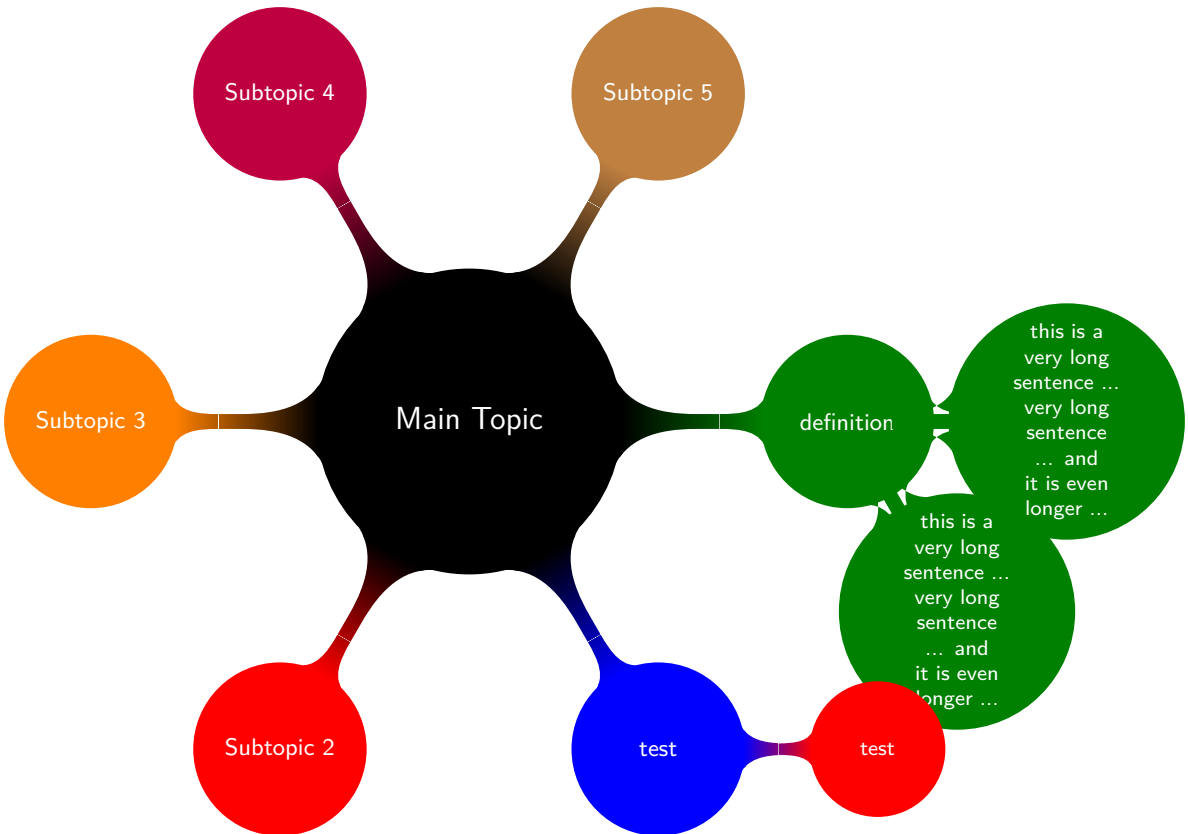 Subtopic 4
Subtopic 5
Main Topic
Subtopic 3
definition
this is a
very long
sentence ...
very long
sentence
... and
it is even
longer ...
this is a
very long
sentence ...
very long
sentence
... and
it is even
longer ...
Subtopic 2
test
test